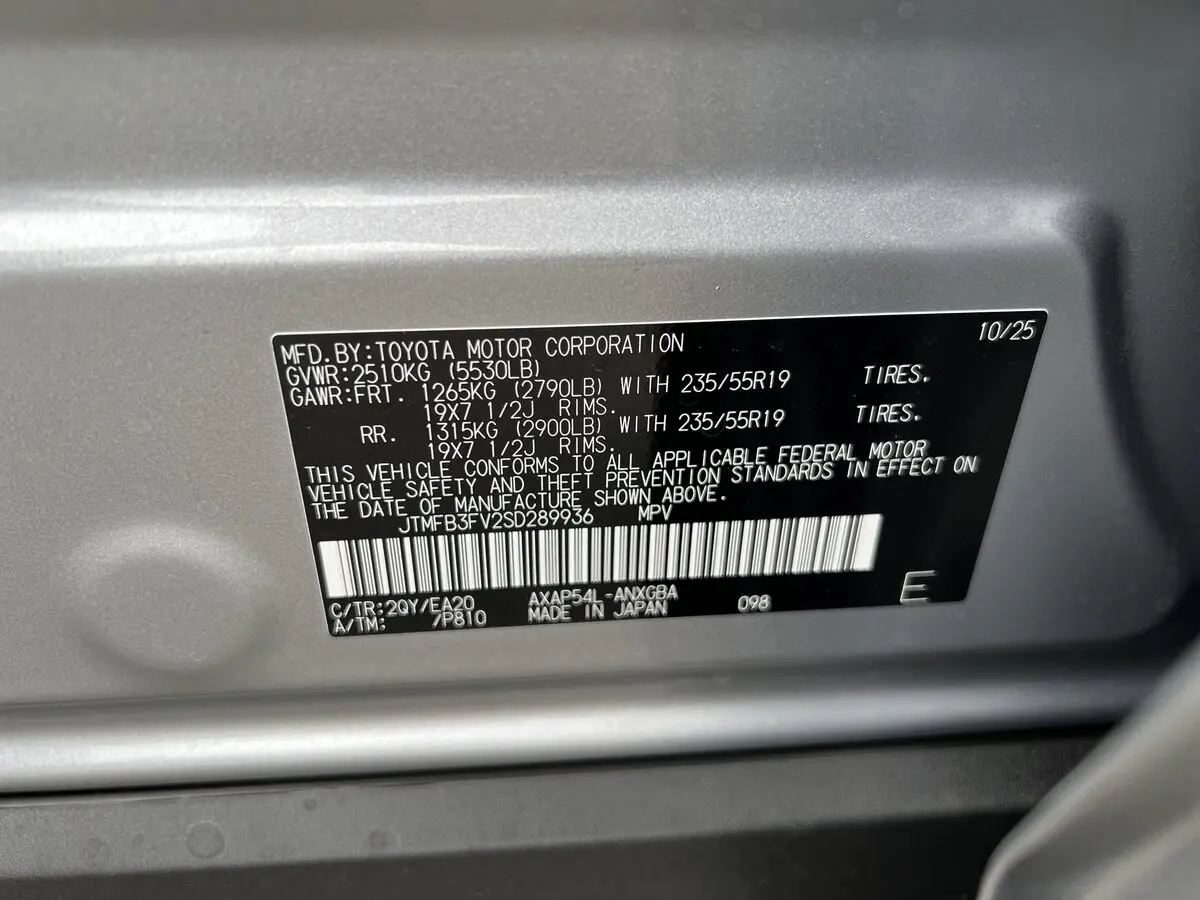 10/25
MFD.BY:TOYOTA MOTOR CORPORATION
GVWR:2510KG (5530LB)
GAWR:FRT. 1265KG (2790LB) WITH 235/55R19 TIRES.
19X7 1/2J RIMS.
RR. 1315KG (2900LB) WITH 235/55R19 TIRES.
19X7 1/2J RIMS.
THIS VEHICLE CONFORMS TO ALL APPLICABLE FEDERAL MOTOR
VEHICLE SAFETY AND THEFT PREVENTION STANDARDS IN EFFECT ON
THE DATE OF MANUFACTURE SHOWN ABOVE.
JTMFB3FV2SD289936 MPV
C/TR:2QY/EA20 AXAP54L-ANXGBA 098 E
A/TM: 7P810 MADE IN JAPAN